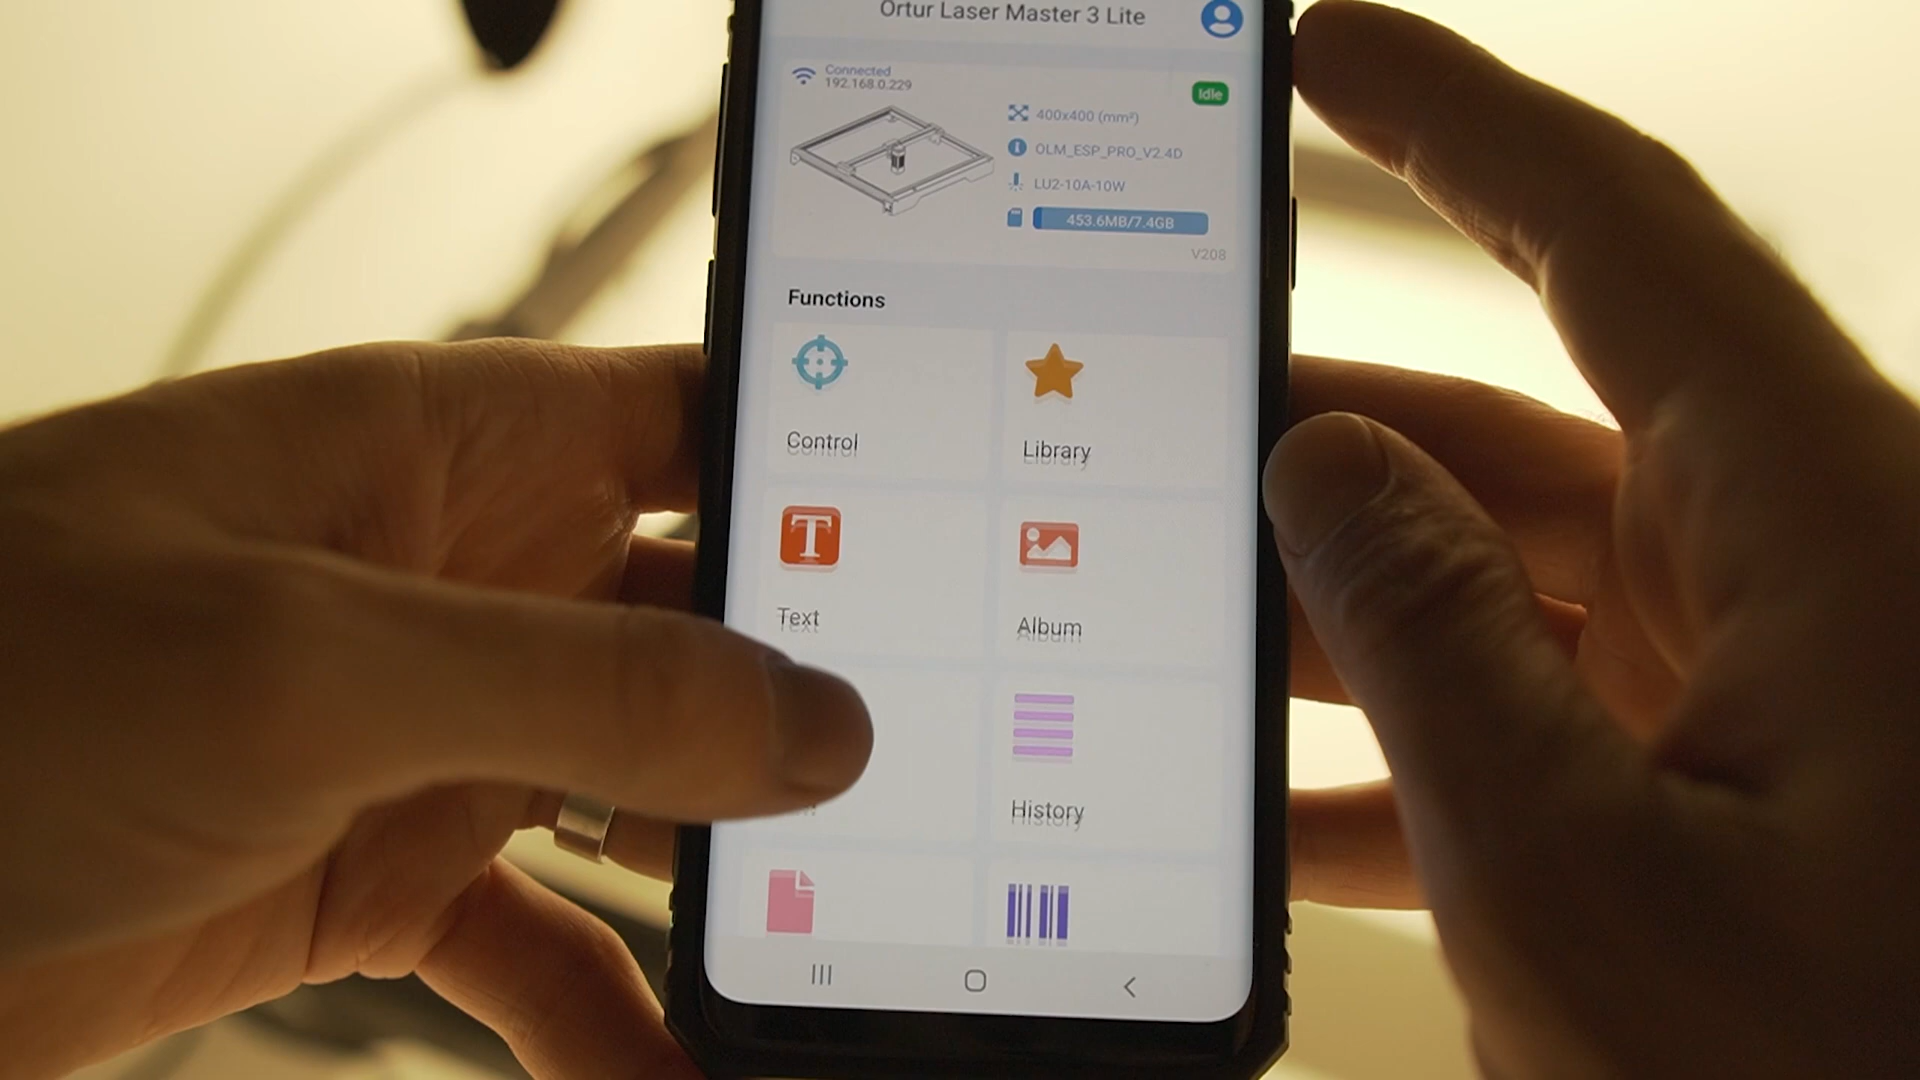 Ortur Laser Master 3 Lite
Connected
192.168.0.229
Idle
400x400 (mm²)
OLM_ESP_PRO_V2.4D
LU2-10A-10W
453.6MB/7.4GB
V208
Functions
Control
Library
Text
Album
History